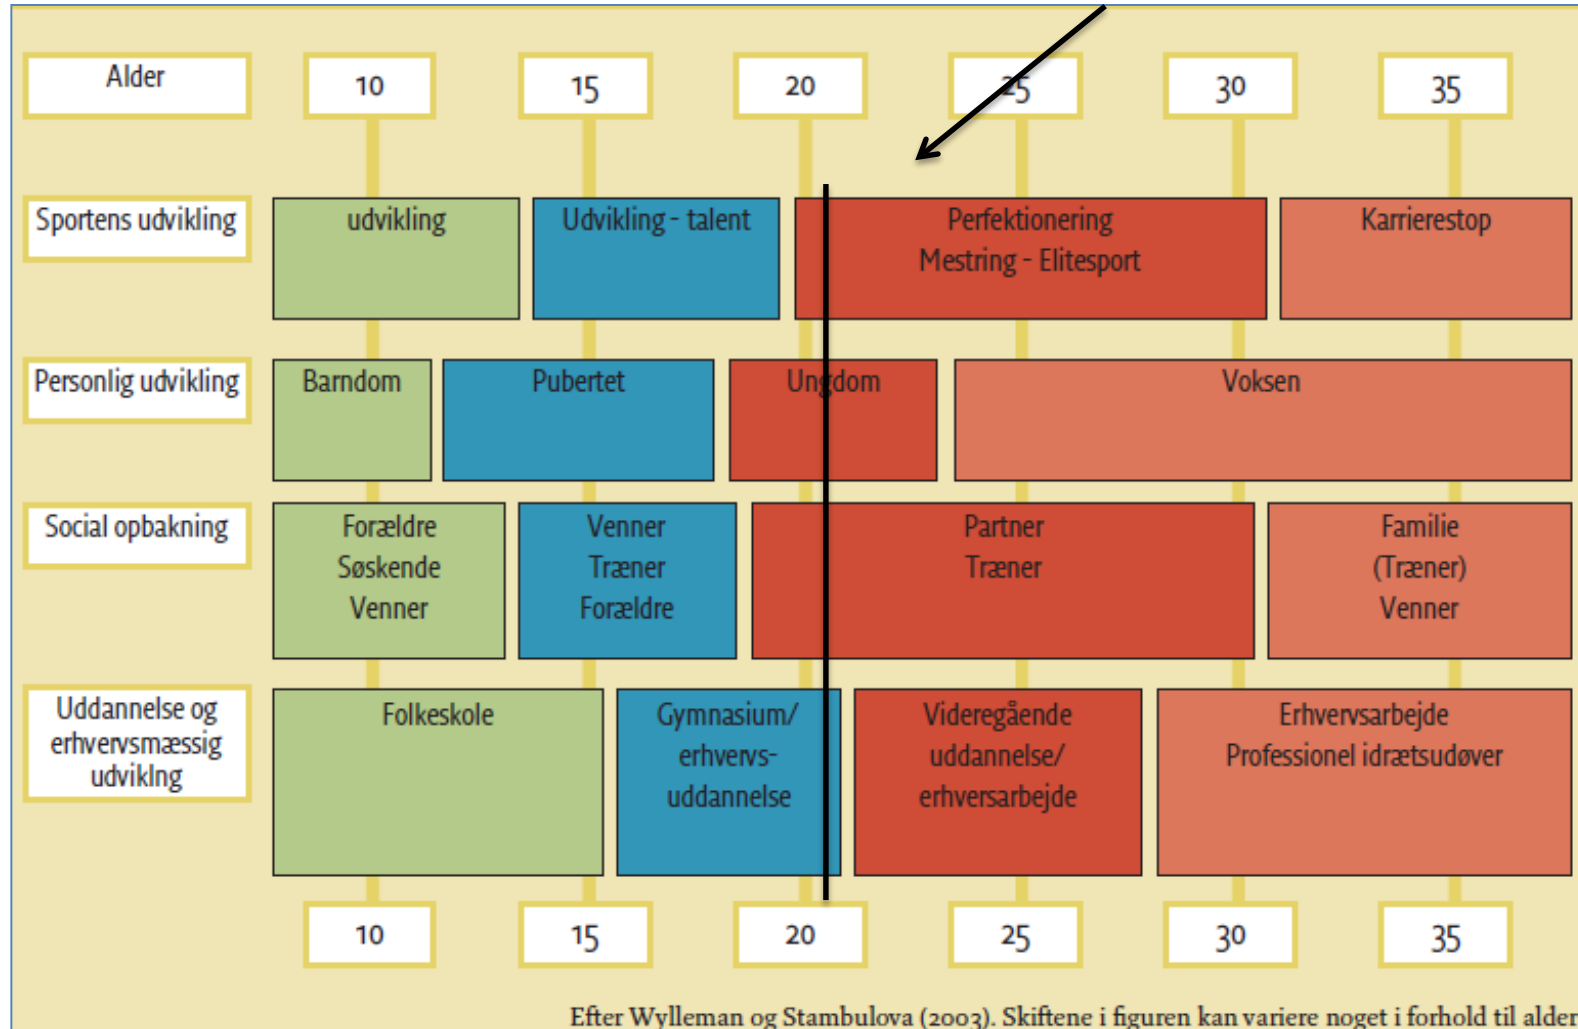 Alder
10
15
20
25
30
35
Sportens udvikling
udvikling
Udvikling - talent
Perfektionering
Mestring - Elitesport
Karrierestop
Personlig udvikling
Barndom
Pubertet
Ungdom
Voksen
Social opbakning
Forældre
Søskende
Venner
Venner
Træner
Forældre
Partner
Træner
Familie
(Træner)
Venner
Uddannelse og
erhvervsmæssig
udviklng
Folkeskole
Gymnasium/
erhvervs-
uddannelse
Videregående
uddannelse/
erhversarbejde
Erhvervsarbejde
Professionel idrætsudøver
10
15
20
25
30
35
Efter Wylleman og Stambulova (2003). Skiftene i figuren kan variere noget i forhold til alder